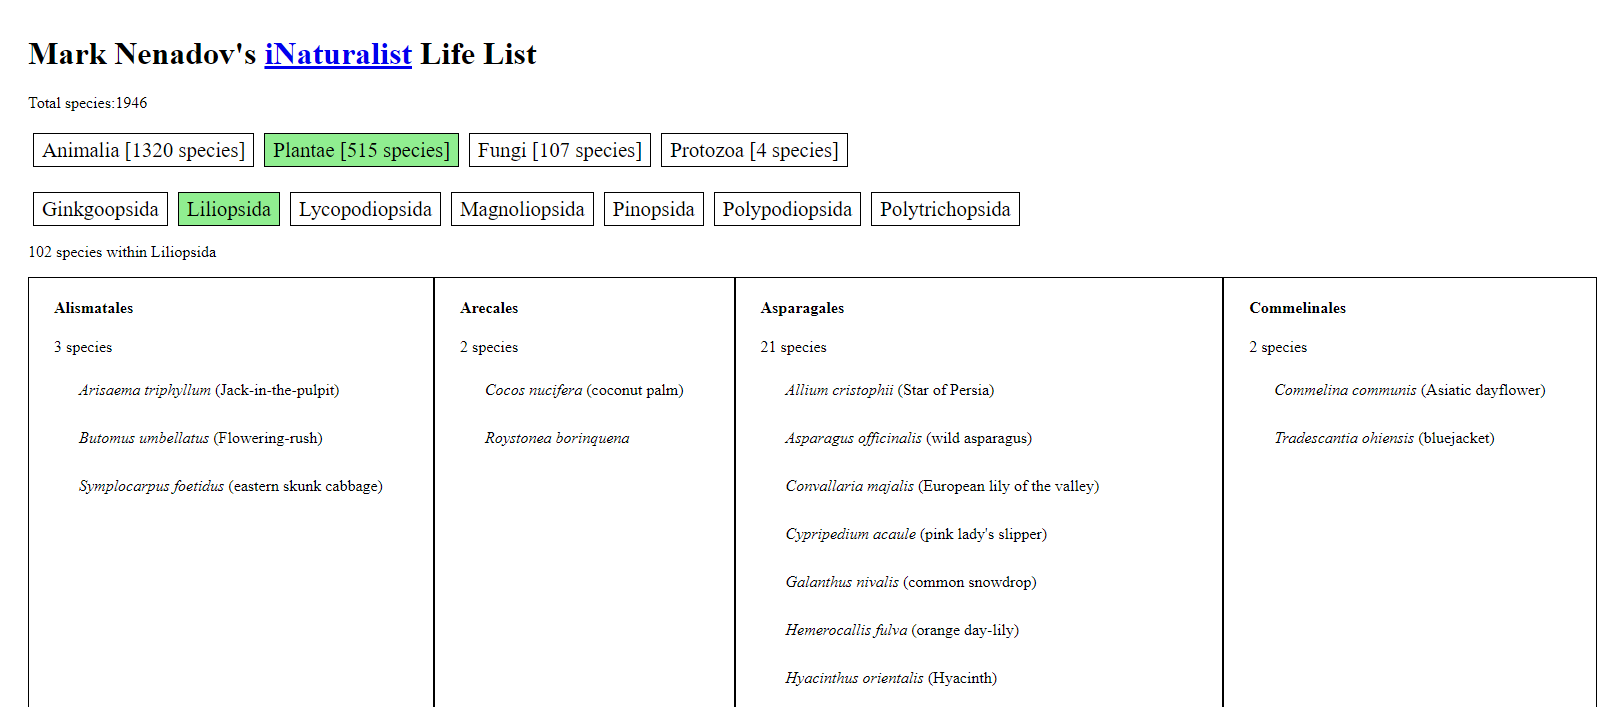 Mark Nenadov's iNaturalist Life List
Total species:1946
Animalia [1320 species] Plantae [515 species] Fungi [107 species] Protozoa [4 species]
Ginkgoopsida Liliopsida Lycopodiopsida Magnoliopsida Pinopsida Polypodiopsida Polytrichopsida
102 species within Liliopsida
Alismatales
3 species
Arisaema triphyllum (Jack-in-the-pulpit)
Butomus umbellatus (Flowering-rush)
Symplocarpus foetidus (eastern skunk cabbage)
Arecales
2 species
Cocos nucifera (coconut palm)
Roystonea borinquena
Asparagales
21 species
Allium cristophii (Star of Persia)
Asparagus officinalis (wild asparagus)
Convallaria majalis (European lily of the valley)
Cypripedium acaule (pink lady's slipper)
Galanthus nivalis (common snowdrop)
Hemerocallis fulva (orange day-lily)
Hyacinthus orientalis (Hyacinth)
Commelinales
2 species
Commelina communis (Asiatic dayflower)
Tradescantia ohiensis (bluejacket)